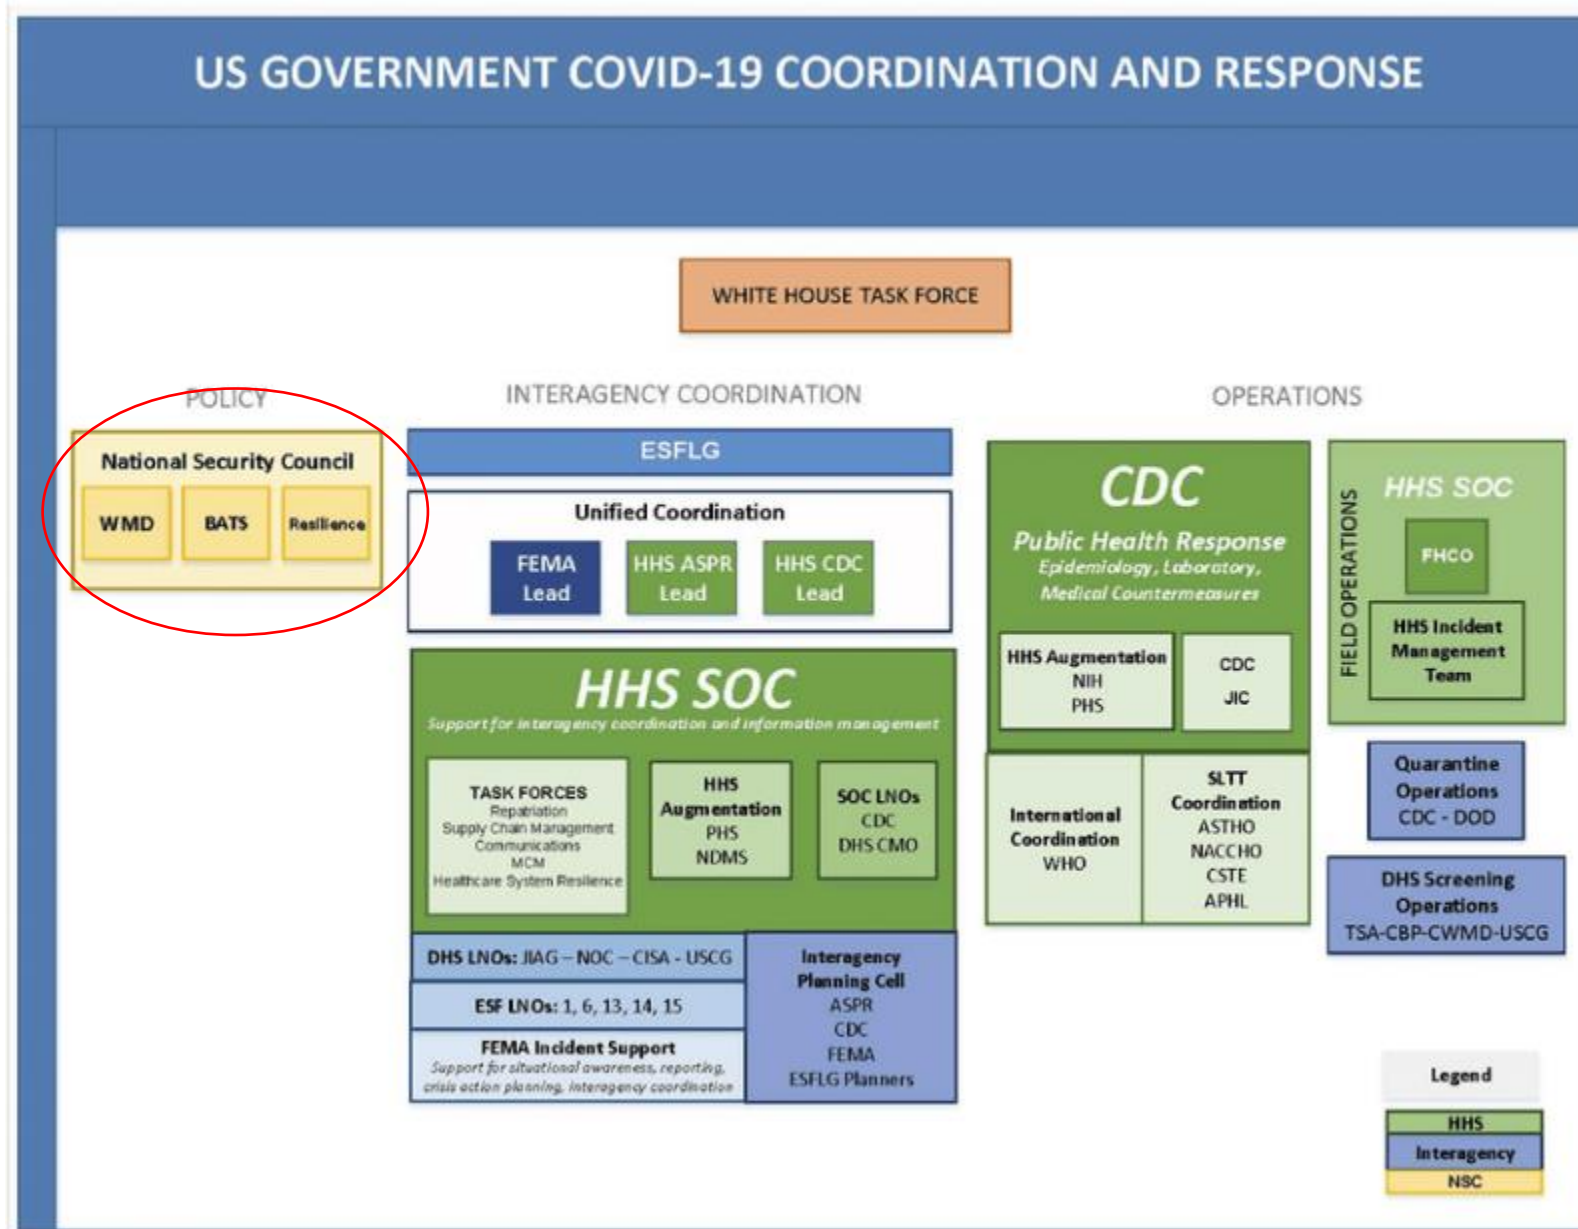 US GOVERNMENT COVID-19 COORDINATION AND RESPONSE
WHITE HOUSE TASK FORCE
POLICY
National Security Council
WMD
BATS
Resilience
INTERAGENCY COORDINATION
ESFLG
Unified Coordination
FEMA
Lead
HHS ASPR
Lead
HHS CDC
Lead
HHS SOC
Support for interagency coordination and information management
TASK FORCES
Repatriation
Supply Chain Management
Communications
MCM
Healthcare System Resilience
HHS
Augmentation
PHS
NDMS
SOC LNOs
CDC
DHS CMO
DHS LNOs: JIAG – NOC – CISA - USCG
ESF LNOs: 1, 6, 13, 14, 15
FEMA Incident Support
Support for situational awareness, reporting,
crisis action planning, interagency coordination
Interagency
Planning Cell
ASPR
CDC
FEMA
ESFLG Planners
OPERATIONS
CDC
Public Health Response
Epidemiology, Laboratory,
Medical Countermeasures
HHS Augmentation
NIH
PHS
CDC
JIC
International
Coordination
WHO
SLTT
Coordination
ASTHO
NACCHO
CSTE
APHL
FIELD OPERATIONS
HHS SOC
FHCO
HHS Incident
Management
Team
Quarantine
Operations
CDC - DOD
DHS Screening
Operations
TSA-CBP-CWMD-USCG
Legend
HHS
Interagency
NSC